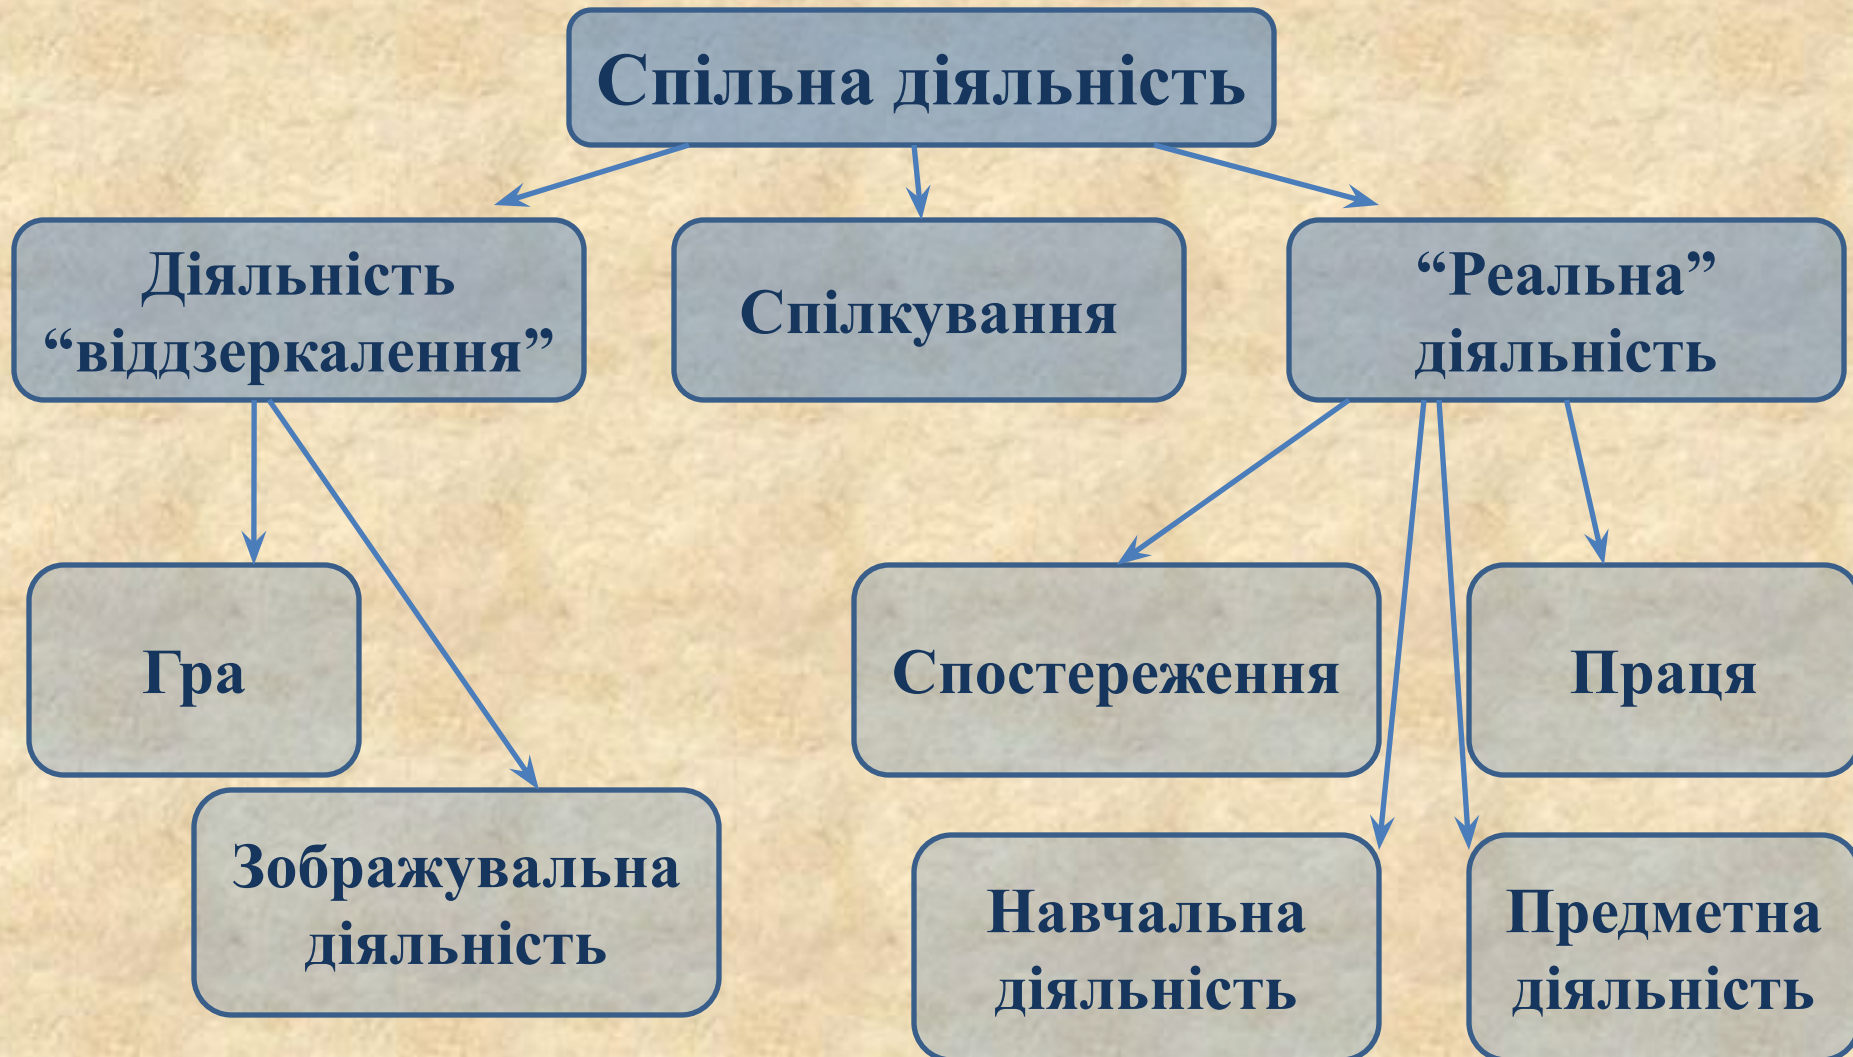 Спільна діяльність
Діяльність
“віддзеркалення”
Спілкування
“Реальна”
діяльність
Гра
Спостереження
Праця
Зображувальна
діяльність
Навчальна
діяльність
Предметна
діяльність